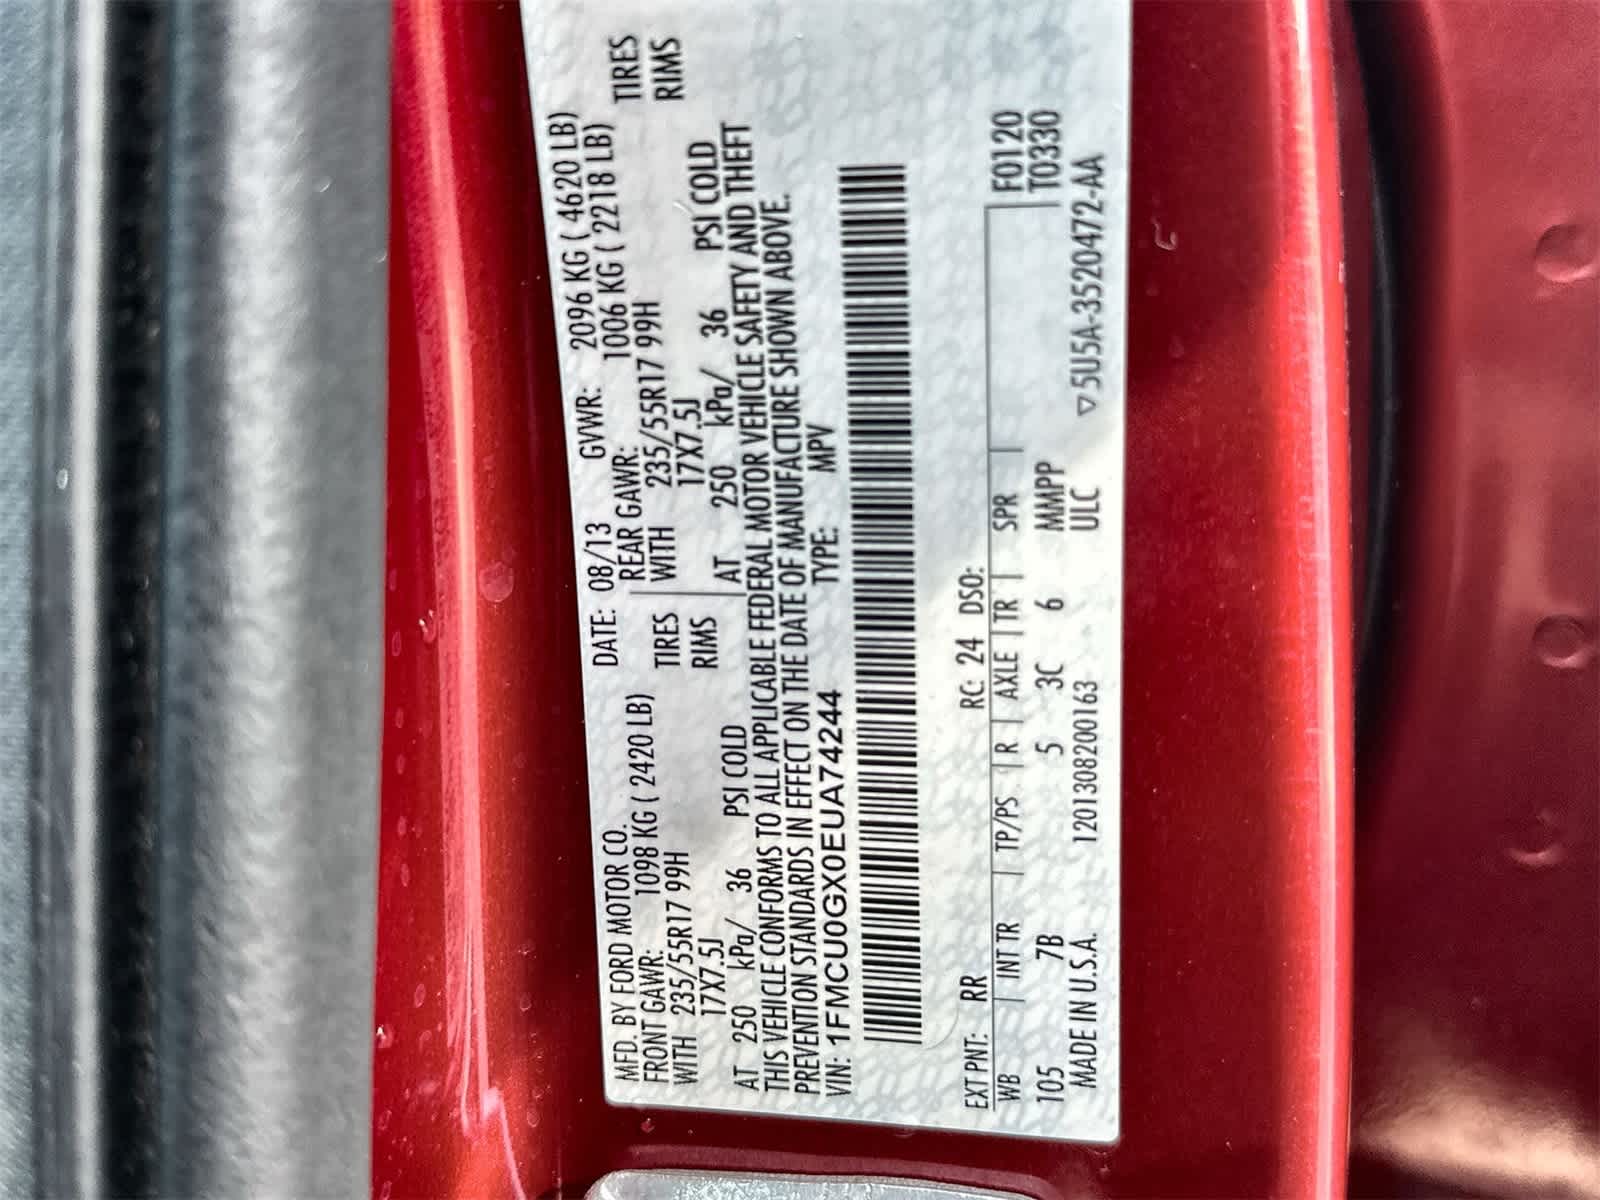 MFD. BY FORD MOTOR CO. DATE: 08/13 GVWR: 2096 KG ( 4620 LB)
FRONT GAWR: 1098 KG ( 2420 LB) REAR GAWR: 1006 KG ( 2218 LB)
WITH 235/55R17 99H TIRES WITH 235/55R17 99H TIRES
17X7.5J RIMS 17X7.5J RIMS
AT 250 kPa/ 36 PSI COLD AT 250 kPa/ 36 PSI COLD
THIS VEHICLE CONFORMS TO ALL APPLICABLE FEDERAL MOTOR VEHICLE SAFETY AND THEFT
PREVENTION STANDARDS IN EFFECT ON THE DATE OF MANUFACTURE SHOWN ABOVE.
VIN: 1FMCU0GX0EUA74244 TYPE: MPV
EXT PNT: RR RC: 24 DSO:
WB | INT TR | TP/PS | R | AXLE | TR | SPR | F0120
105 7B 5 3C 6 MMPP T0330
MADE IN U.S.A. 1201308200163 ULC ▽5U5A-3520472-AA